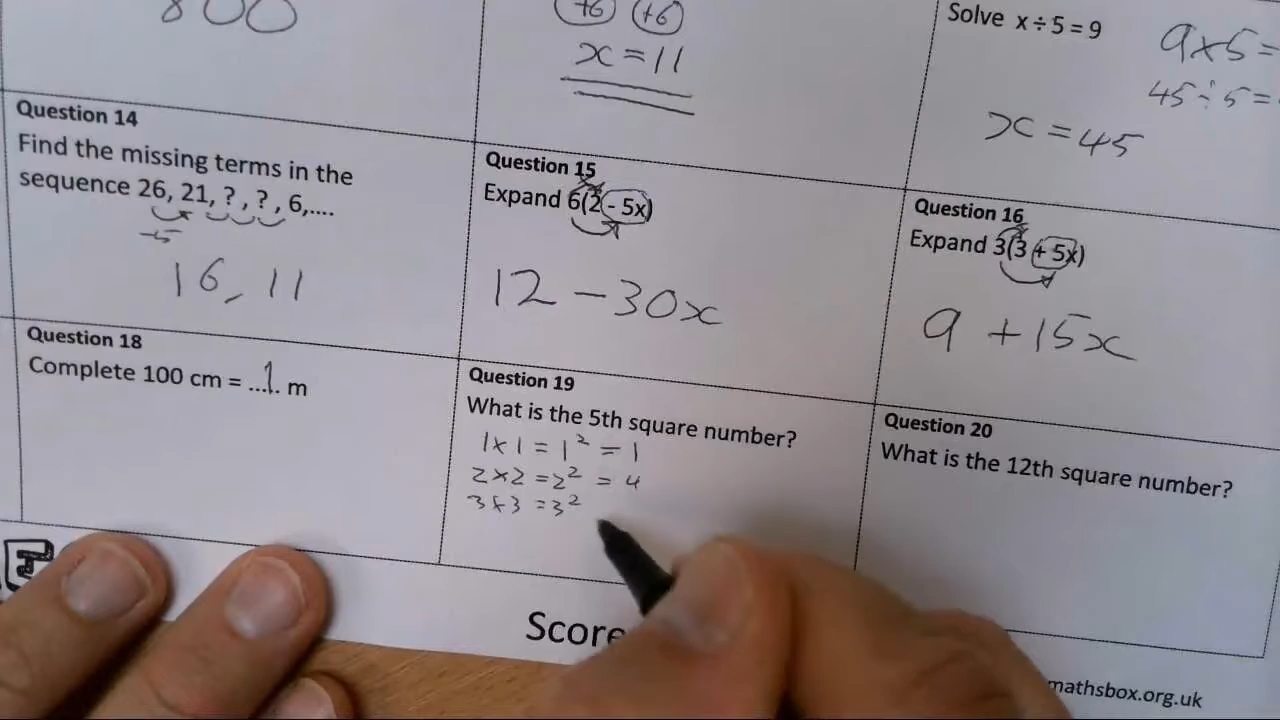 800
+6 +6
x = 11
Solve x ÷ 5 = 9
9 x 5 =
45 ÷ 5 =
x = 45
Question 14
Find the missing terms in the
sequence 26, 21, ? , ? , 6,....
-5
16, 11
Question 15
Expand 6(2 - 5x)
12 - 30x
Question 16
Expand 3(3 + 5x)
9 + 15x
Question 18
Complete 100 cm = ...1. m
Question 19
What is the 5th square number?
1 x 1 = 1² = 1
2 x 2 = 2² = 4
3 x 3 = 3²
Question 20
What is the 12th square number?
Score
mathsbox.org.uk